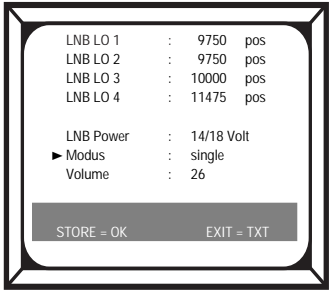 LNB LO 1 : 9750 pos
LNB LO 2 : 9750 pos
LNB LO 3 : 10000 pos
LNB LO 4 : 11475 pos
LNB Power : 14/18 Volt
► Modus : single
Volume : 26
STORE = OK EXIT = TXT